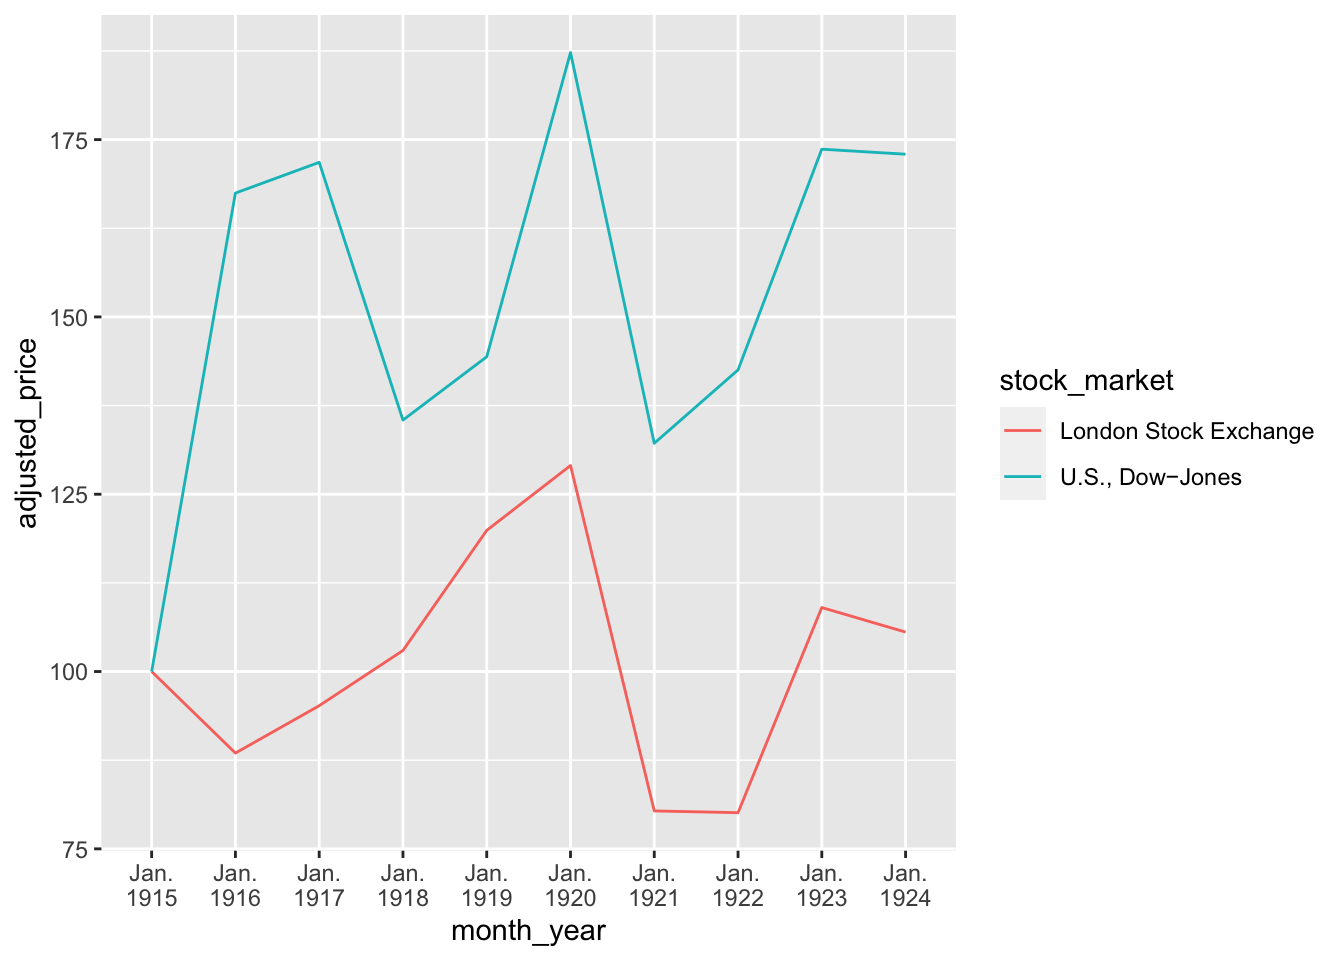 adjusted_price
175
150
125
100
75
Jan. Jan. Jan. Jan. Jan. Jan. Jan. Jan. Jan. Jan.
1915 1916 1917 1918 1919 1920 1921 1922 1923 1924
month_year
stock_market
London Stock Exchange
U.S., Dow−Jones